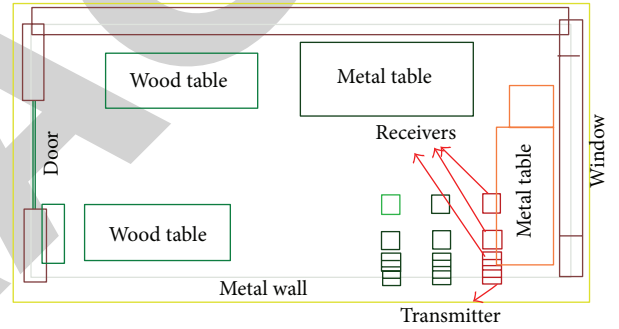 Wood table
Metal table
Receivers
Door
Metal table
Window
Wood table
Metal wall
Transmitter